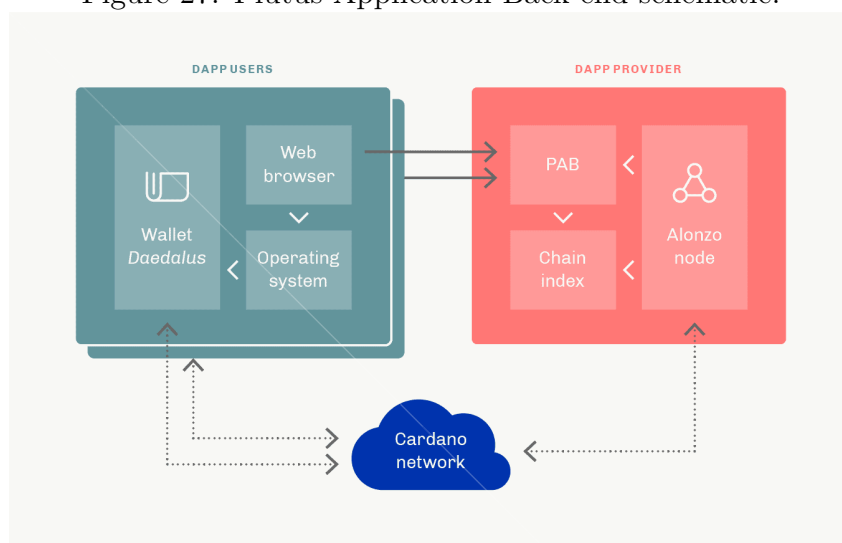 Figure 27: Plutus Application Back-end schematic.
DAPP USERS
DAPP PROVIDER
Web
browser
PAB
Wallet
Daedalus
Operating
system
Chain
index
Alonzo
node
Cardano
network